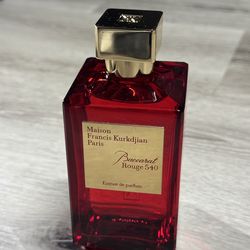 Maison
Francis Kurkdjian
Paris
Baccarat
Rouge 540
Extrait de parfum